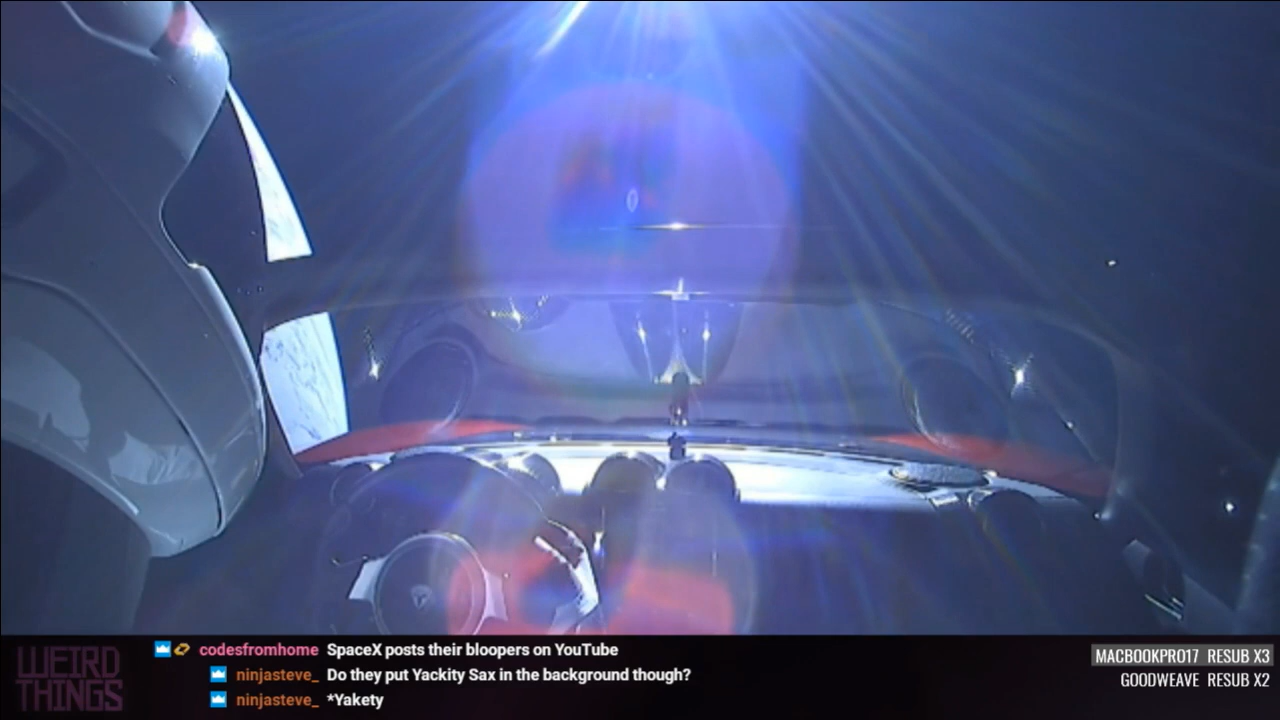 WEIRD
THINGS
codesfromhome SpaceX posts their bloopers on YouTube
ninjasteve_ Do they put Yackity Sax in the background though?
ninjasteve_ *Yakety
MACBOOKPRO17 RESUB X3
GOODWEAVE RESUB X2